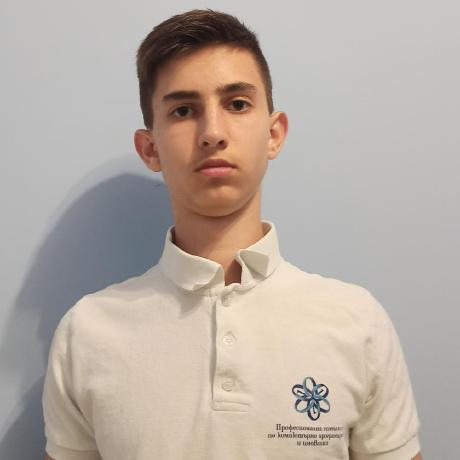 Професионална гимназия
по компютърно програмиране
и иновации